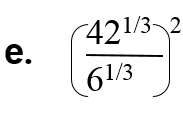 e. (42^{1/3} / 6^{1/3})^2